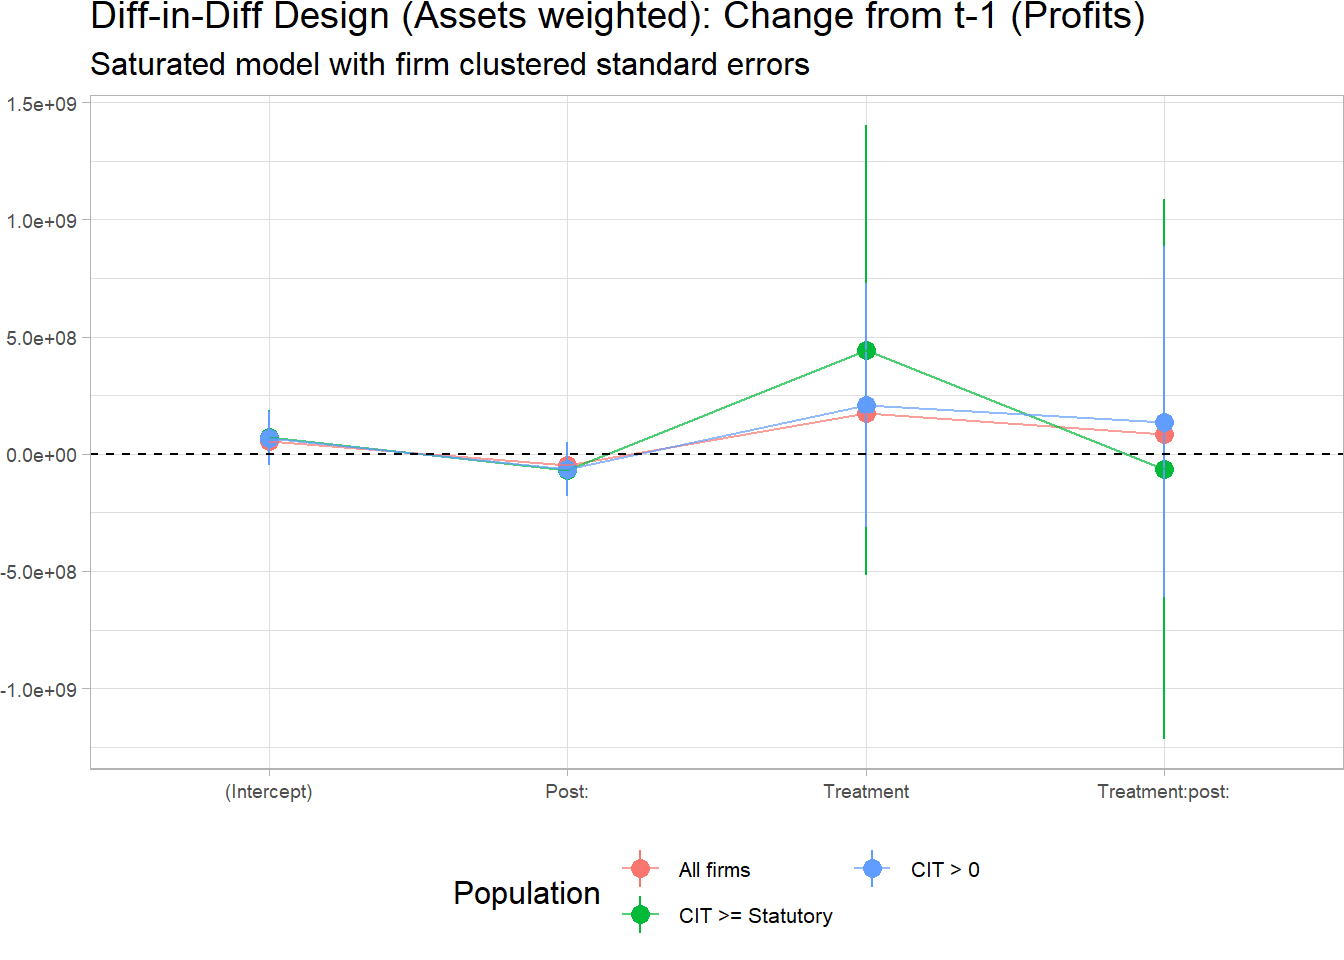 Diff-in-Diff Design (Assets weighted): Change from t-1 (Profits)
Saturated model with firm clustered standard errors
1.5e+09
1.0e+09
5.0e+08
0.0e+00
-5.0e+08
-1.0e+09
(Intercept)
Post:
Treatment
Treatment:post:
Population
All firms
CIT > 0
CIT >= Statutory